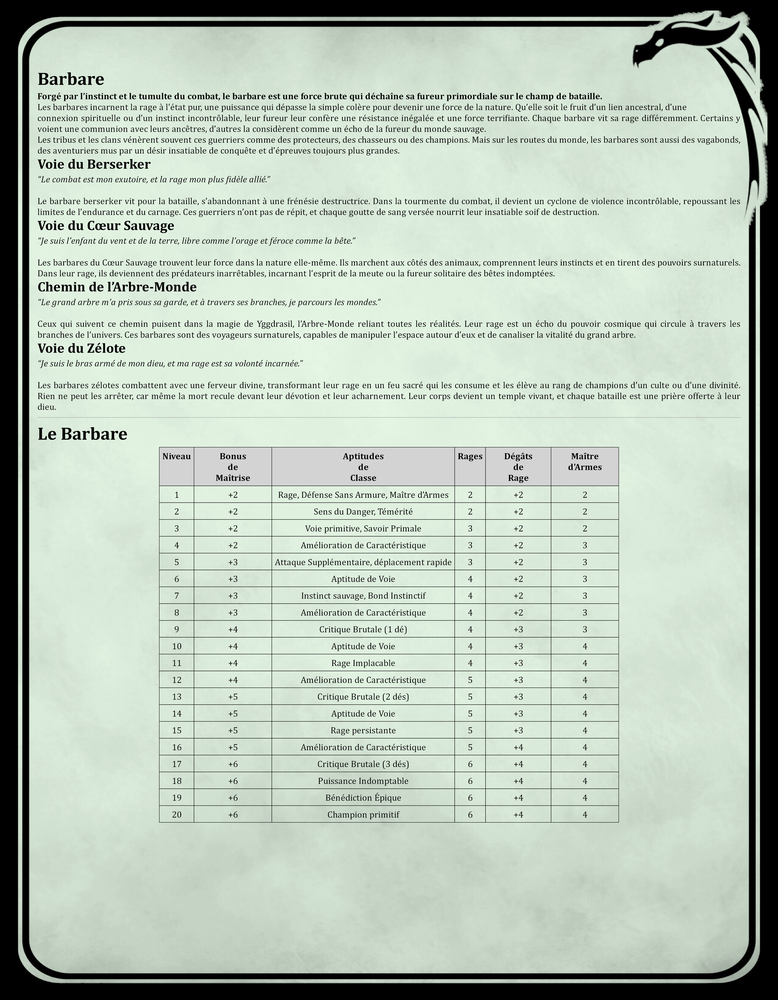 Barbare
Forgé par l'instinct et le tumulte du combat, le barbare est une force brute qui déchaîne sa fureur primordiale sur le champ de bataille.
Les barbares incarnent la rage à l'état pur, une puissance qui dépasse la simple colère pour devenir une force de la nature. Qu'elle soit le fruit d'un lien ancestral, d'une
connexion spirituelle ou d'un instinct incontrôlable, leur fureur leur confère une résistance inégalée et une force terrifiante. Chaque barbare vit sa rage différemment. Certains y
voient une communion avec leurs ancêtres, d'autres la considèrent comme un écho de la fureur du monde sauvage.
Les tribus et les clans vénèrent souvent ces guerriers comme des protecteurs, des chasseurs ou des champions. Mais sur les routes du monde, les barbares sont aussi des vagabonds,
des aventuriers mus par un désir insatiable de conquête et d'épreuves toujours plus grandes.
Voie du Berserker
"Le combat est mon exutoire, et la rage mon plus fidèle allié."
Le barbare berserker vit pour la bataille, s'abandonnant à une frénésie destructrice. Dans la tourmente du combat, il devient un cyclone de violence incontrôlable, repoussant les
limites de l'endurance et du carnage. Ces guerriers n'ont pas de répit, et chaque goutte de sang versée nourrit leur insatiable soif de destruction.
Voie du Cœur Sauvage
"Je suis l'enfant du vent et de la terre, libre comme l'orage et féroce comme la bête."
Les barbares du Cœur Sauvage trouvent leur force dans la nature elle-même. Ils marchent aux côtés des animaux, comprennent leurs instincts et en tirent des pouvoirs surnaturels.
Dans leur rage, ils deviennent des prédateurs inarrêtables, incarnant l'esprit de la meute ou la fureur solitaire des bêtes indomptées.
Chemin de l'Arbre-Monde
"Le grand arbre m'a pris sous sa garde, et à travers ses branches, je parcours les mondes."
Ceux qui suivent ce chemin puisent dans la magie de Yggdrasil, l'Arbre-Monde reliant toutes les réalités. Leur rage est un écho du pouvoir cosmique qui circule à travers les
branches de l'univers. Ces barbares sont des voyageurs surnaturels, capables de manipuler l'espace autour d'eux et de canaliser la vitalité du grand arbre.
Voie du Zélote
"Je suis le bras armé de mon dieu, et ma rage est sa volonté incarnée."
Les barbares zélotes combattent avec une ferveur divine, transformant leur rage en un feu sacré qui les consume et les élève au rang de champions d'un culte ou d'une divinité.
Rien ne peut les arrêter, car même la mort recule devant leur dévotion et leur acharnement. Leur corps devient un temple vivant, et chaque bataille est une prière offerte à leur
dieu.
Le Barbare
Niveau Bonus de Maîtrise Aptitudes de Classe Rages Dégâts de Rage Maître d'Armes
1 +2 Rage, Défense Sans Armure, Maître d'Armes 2 +2 2
2 +2 Sens du Danger, Témérité 2 +2 2
3 +2 Voie primitive, Savoir Primale 3 +2 2
4 +2 Amélioration de Caractéristique 3 +2 3
5 +3 Attaque Supplémentaire, déplacement rapide 3 +2 3
6 +3 Aptitude de Voie 4 +2 3
7 +3 Instinct sauvage, Bond Instinctif 4 +2 3
8 +3 Amélioration de Caractéristique 4 +2 3
9 +4 Critique Brutale (1 dé) 4 +3 3
10 +4 Aptitude de Voie 4 +3 4
11 +4 Rage Implacable 4 +3 4
12 +4 Amélioration de Caractéristique 5 +3 4
13 +5 Critique Brutale (2 dés) 5 +3 4
14 +5 Aptitude de Voie 5 +3 4
15 +5 Rage persistante 5 +3 4
16 +5 Amélioration de Caractéristique 5 +4 4
17 +6 Critique Brutale (3 dés) 6 +4 4
18 +6 Puissance Indomptable 6 +4 4
19 +6 Bénédiction Épique 6 +4 4
20 +6 Champion primitif 6 +4 4